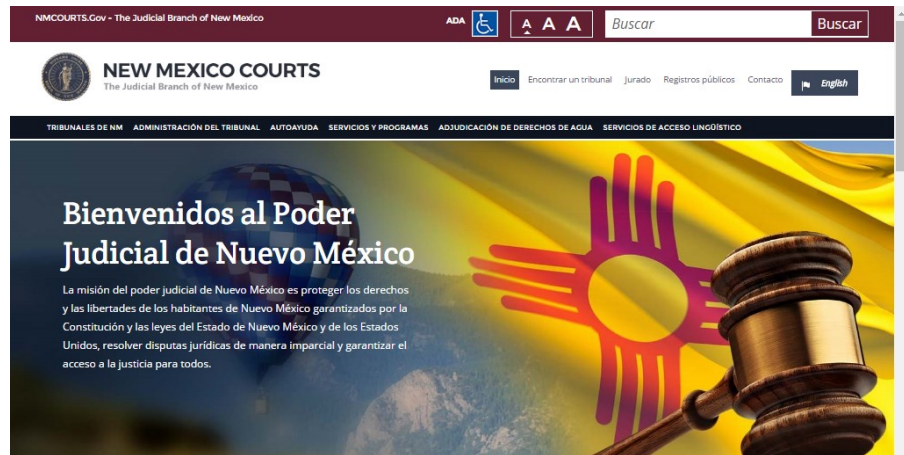 NMCOURTS.Gov - The Judicial Branch of New Mexico
ADA
A A A
Buscar
Buscar
NEW MEXICO COURTS
The Judicial Branch of New Mexico
Inicio Encontrar un tribunal Jurado Registros públicos Contacto English
TRIBUNALES DE NM ADMINISTRACIÓN DEL TRIBUNAL AUTOAYUDA SERVICIOS Y PROGRAMAS ADJUDICACIÓN DE DERECHOS DE AGUA SERVICIOS DE ACCESO LINGÜÍSTICO
Bienvenidos al Poder
Judicial de Nuevo México
La misión del poder judicial de Nuevo México es proteger los derechos
y las libertades de los habitantes de Nuevo México garantizados por la
Constitución y las leyes del Estado de Nuevo México y de los Estados
Unidos, resolver disputas jurídicas de manera imparcial y garantizar el
acceso a la justicia para todos.